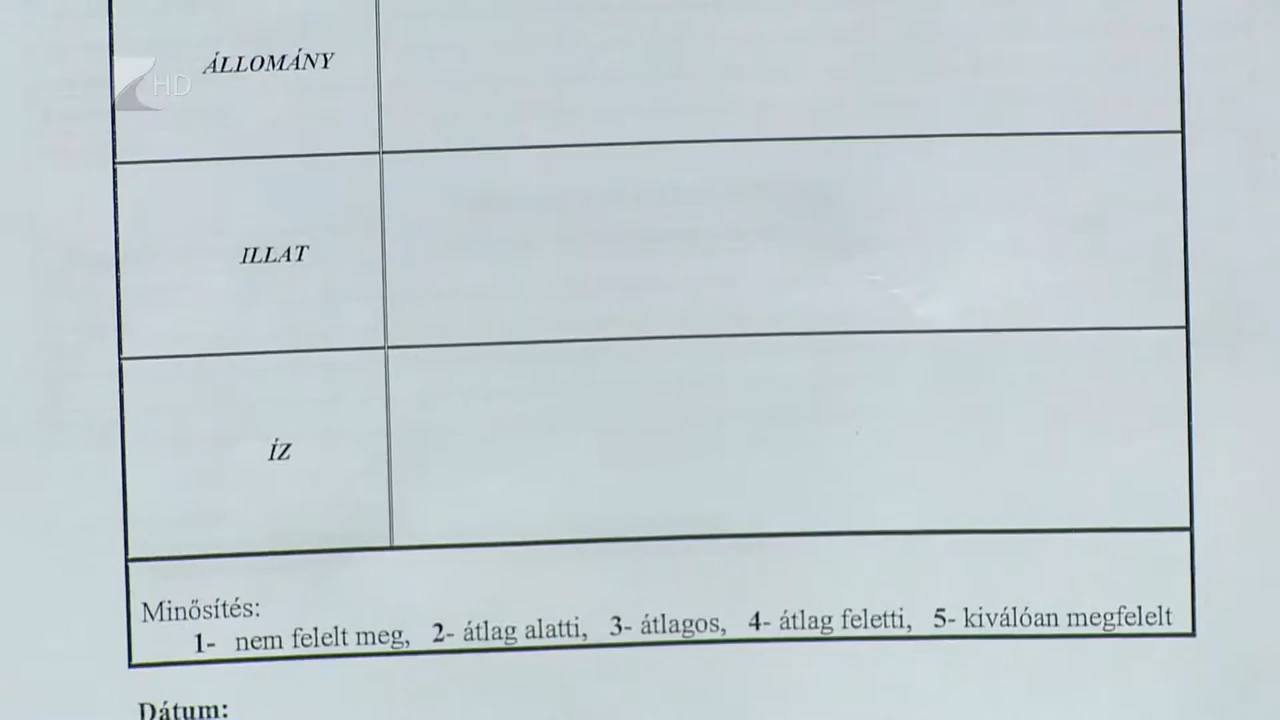 ÁLLOMÁNY
HD
ILLAT
ÍZ
Minősítés:
1- nem felelt meg, 2- átlag alatti, 3- átlagos, 4- átlag feletti, 5- kiválóan megfelelt
Dátum: